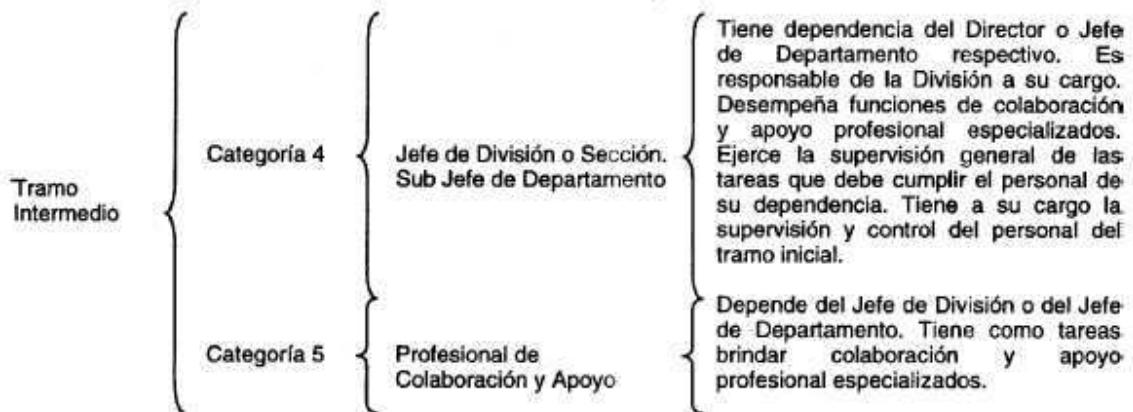 Tramo
Intermedio
Categoría 4
Jefe de División o Sección.
Sub Jefe de Departamento
Tiene dependencia del Director o Jefe
de Departamento respectivo. Es
responsable de la División a su cargo.
Desempeña funciones de colaboración
y apoyo profesional especializados.
Ejerce la supervisión general de las
tareas que debe cumplir el personal de
su dependencia. Tiene a su cargo la
supervisión y control del personal del
tramo inicial.
Categoría 5
Profesional de
Colaboración y Apoyo
Depende del Jefe de División o del Jefe
de Departamento. Tiene como tareas
brindar colaboración y apoyo
profesional especializados.